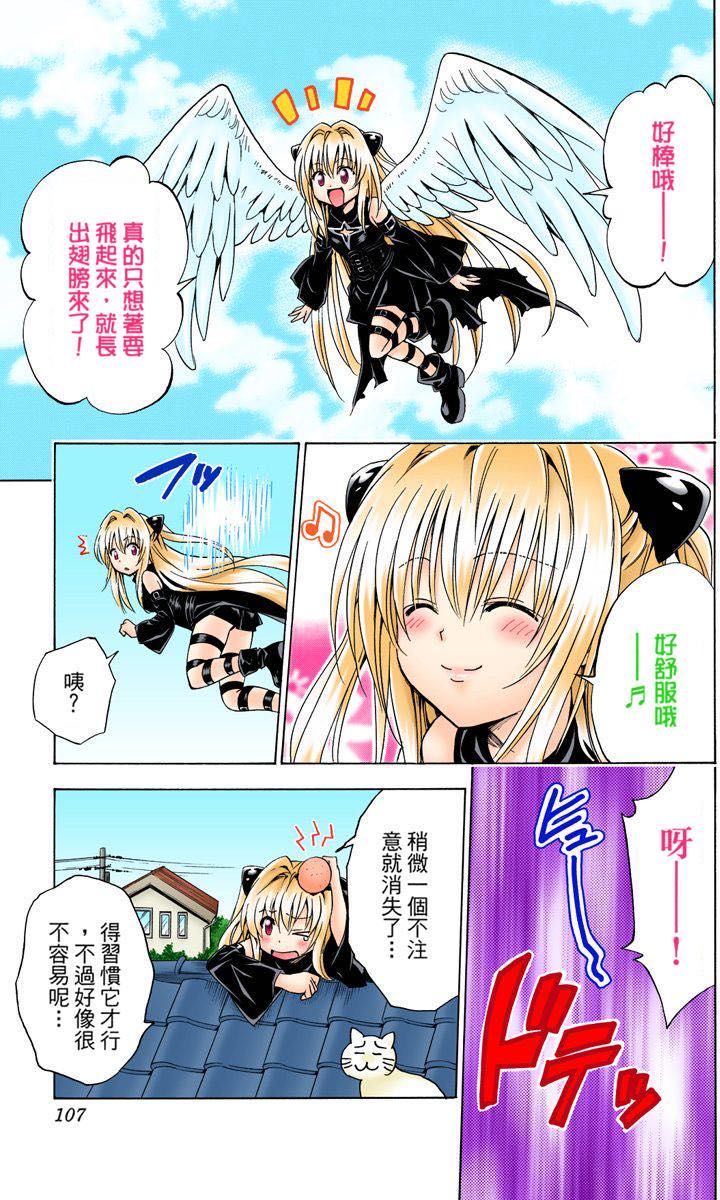 好棒哦——！
真的只想著要
飛起來，就長
出翅膀來了！
好舒服哦
——♬
フッ
咦？
呀——！
ヒュー
ドテッ
稍微一個不注
意就消失了…
得習慣它才行
，不過好像很
不容易呢…
107